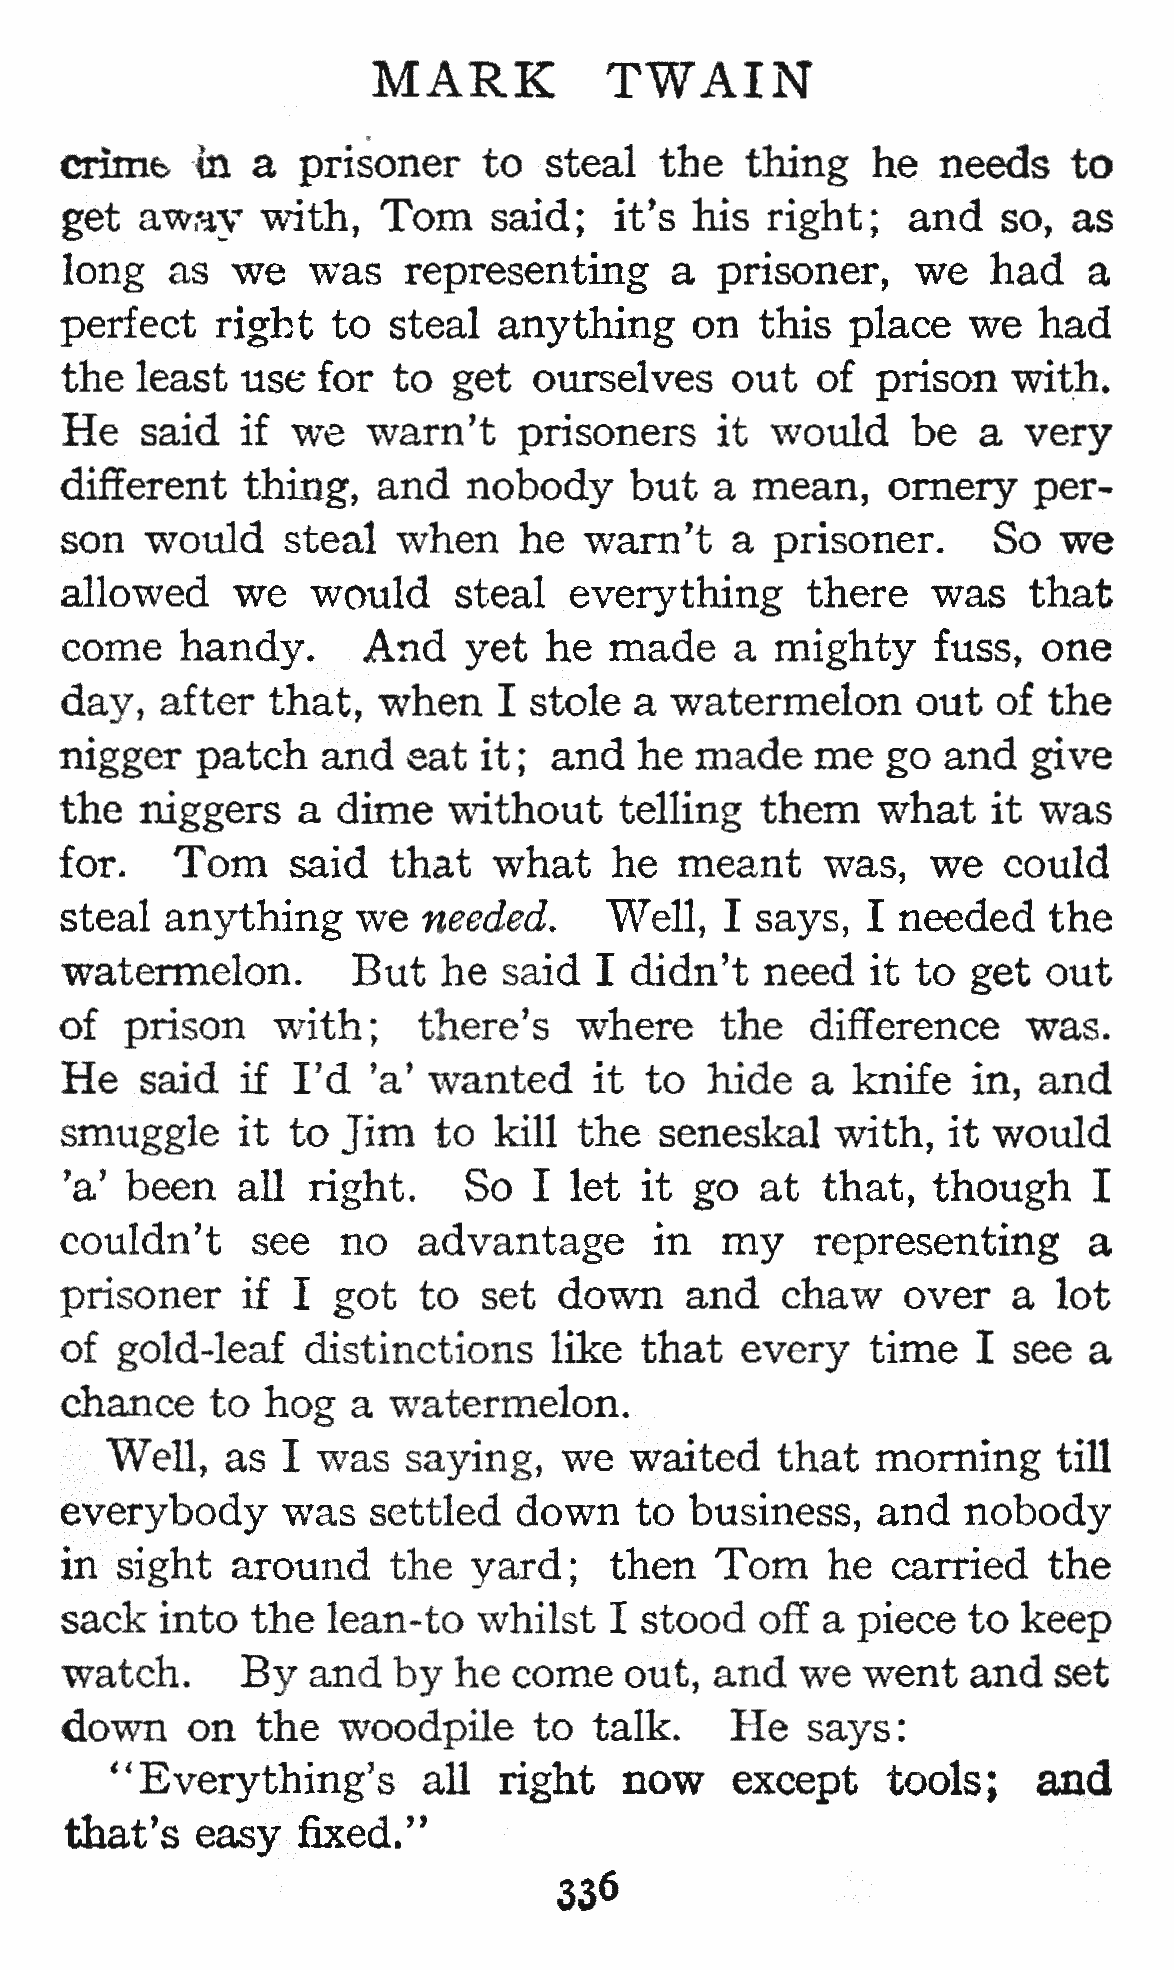 MARK TWAIN
crime in a prisoner to steal the thing he needs to
get away with, Tom said; it's his right; and so, as
long as we was representing a prisoner, we had a
perfect right to steal anything on this place we had
the least use for to get ourselves out of prison with.
He said if we warn't prisoners it would be a very
different thing, and nobody but a mean, ornery per-
son would steal when he warn't a prisoner. So we
allowed we would steal everything there was that
come handy. And yet he made a mighty fuss, one
day, after that, when I stole a watermelon out of the
nigger patch and eat it; and he made me go and give
the niggers a dime without telling them what it was
for. Tom said that what he meant was, we could
steal anything we needed. Well, I says, I needed the
watermelon. But he said I didn't need it to get out
of prison with; there's where the difference was.
He said if I'd 'a' wanted it to hide a knife in, and
smuggle it to Jim to kill the seneskal with, it would
'a' been all right. So I let it go at that, though I
couldn't see no advantage in my representing a
prisoner if I got to set down and chaw over a lot
of gold-leaf distinctions like that every time I see a
chance to hog a watermelon.
Well, as I was saying, we waited that morning till
everybody was settled down to business, and nobody
in sight around the yard; then Tom he carried the
sack into the lean-to whilst I stood off a piece to keep
watch. By and by he come out, and we went and set
down on the woodpile to talk. He says:
"Everything's all right now except tools; and
that's easy fixed."
336